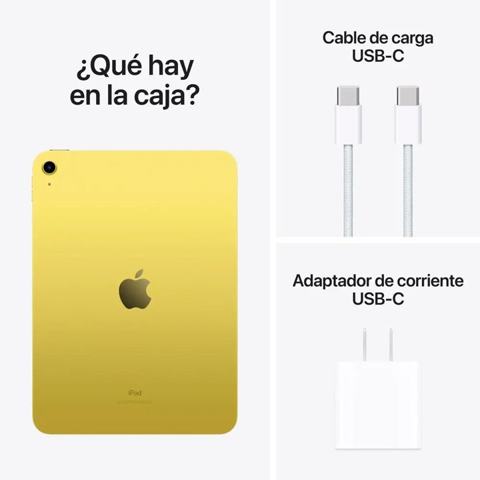 ¿Qué hay
en la caja?
iPad
Cable de carga
USB-C
Adaptador de corriente
USB-C